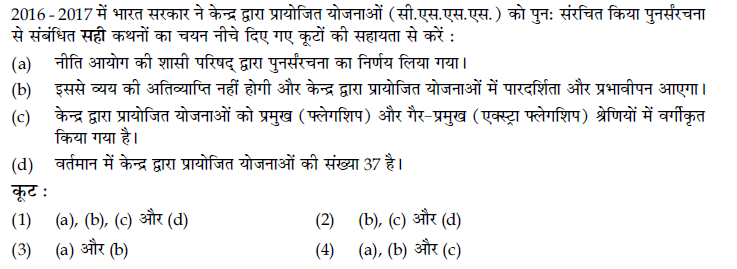 2016 - 2017 में भारत सरकार ने केन्द्र द्वारा प्रायोजित योजनाओं (सी.एस.एस.एस.) को पुन: संरचित किया पुनर्संरचना
से संबंधित सही कथनों का चयन नीचे दिए गए कूटों की सहायता से करें :
(a) नीति आयोग की शासी परिषद् द्वारा पुनर्संरचना का निर्णय लिया गया।
(b) इससे व्यय की अतिव्याप्ति नहीं होगी और केन्द्र द्वारा प्रायोजित योजनाओं में पारदर्शिता और प्रभावीपन आएगा।
(c) केन्द्र द्वारा प्रायोजित योजनाओं को प्रमुख (फ्लेगशिप) और गैर-प्रमुख (एक्स्ट्रा फ्लेगशिप) श्रेणियों में वर्गीकृत
किया गया है।
(d) वर्तमान में केन्द्र द्वारा प्रायोजित योजनाओं की संख्या 37 है।
कूट :
(1) (a), (b), (c) और (d) (2) (b), (c) और (d)
(3) (a) और (b) (4) (a), (b) और (c)